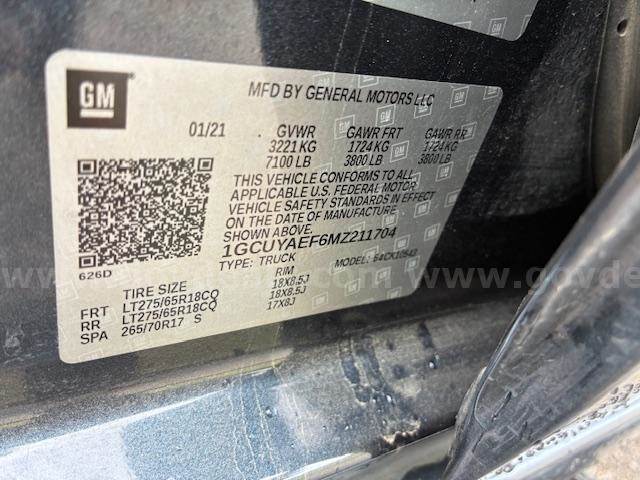 GM
MFD BY GENERAL MOTORS LLC
01/21 GVWR GAWR FRT GAWR RR
3221 KG 1724 KG 1724 KG
7100 LB 3800 LB 3800 LB
THIS VEHICLE CONFORMS TO ALL
APPLICABLE U.S. FEDERAL MOTOR
VEHICLE SAFETY STANDARDS IN EFFECT
ON THE DATE OF MANUFACTURE
SHOWN ABOVE.
1GCUYAEF6MZ211704
TYPE: TRUCK MODEL:
626D
TIRE SIZE RIM
FRT LT275/65R18CQ 18X8.5J
RR LT275/65R18CQ 18X8.5J
SPA 265/70R17 S 17X8J